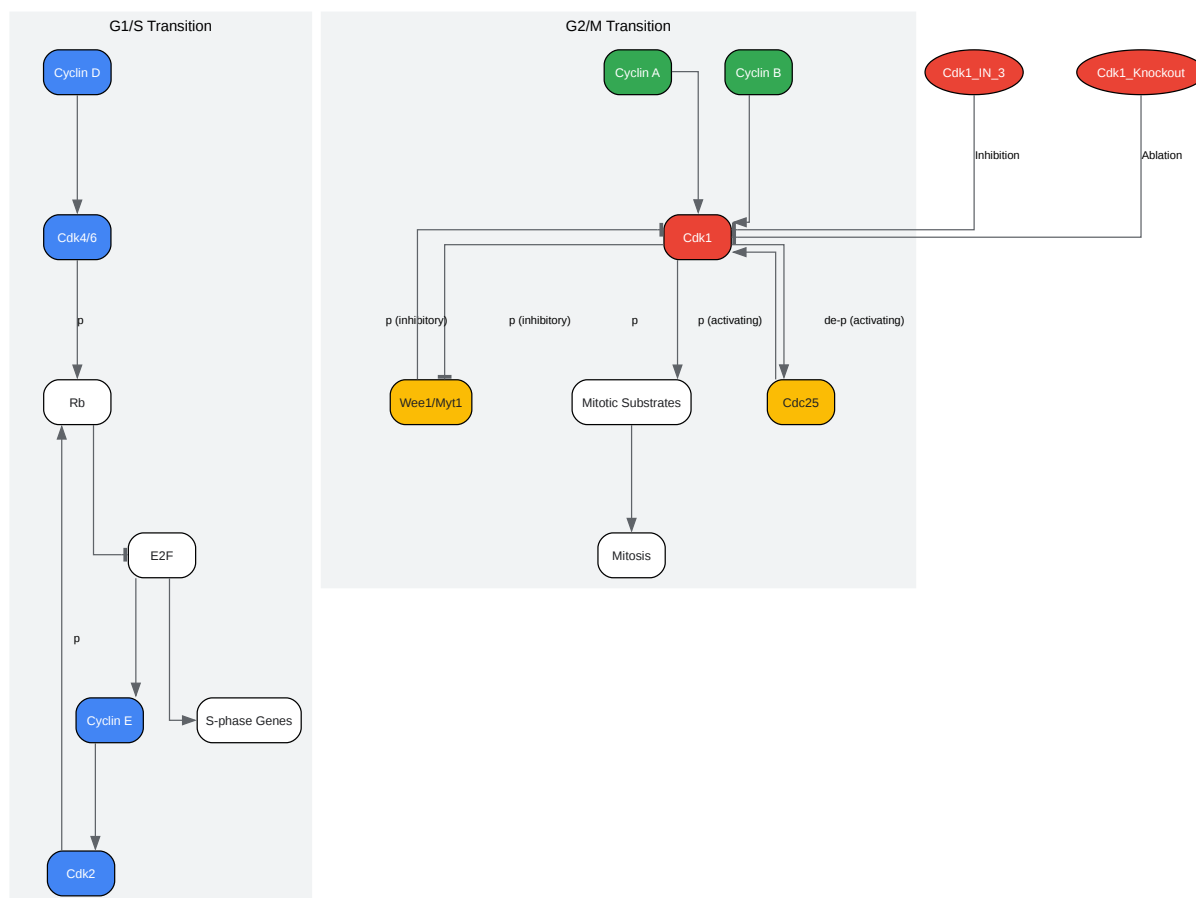 G1/S Transition
G2/M Transition
Cyclin D
Cyclin A
Cyclin B
Cdk1_IN_3
Cdk1_Knockout
Inhibition
Ablation
Cdk4/6
Cdk1
p
p (inhibitory)
p (inhibitory)
p
p (activating)
de-p (activating)
Rb
Wee1/Myt1
Mitotic Substrates
Cdc25
E2F
Mitosis
p
Cyclin E
S-phase Genes
Cdk2